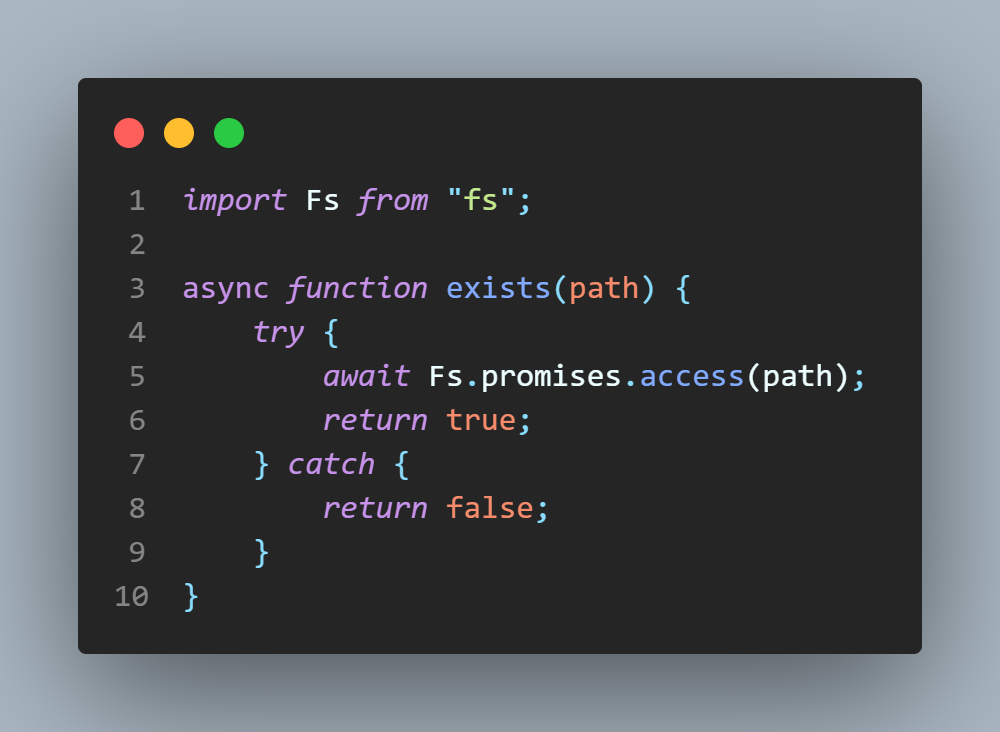 1 import Fs from "fs";
2
3 async function exists(path) {
4     try {
5         await Fs.promises.access(path);
6         return true;
7     } catch {
8         return false;
9     }
10 }